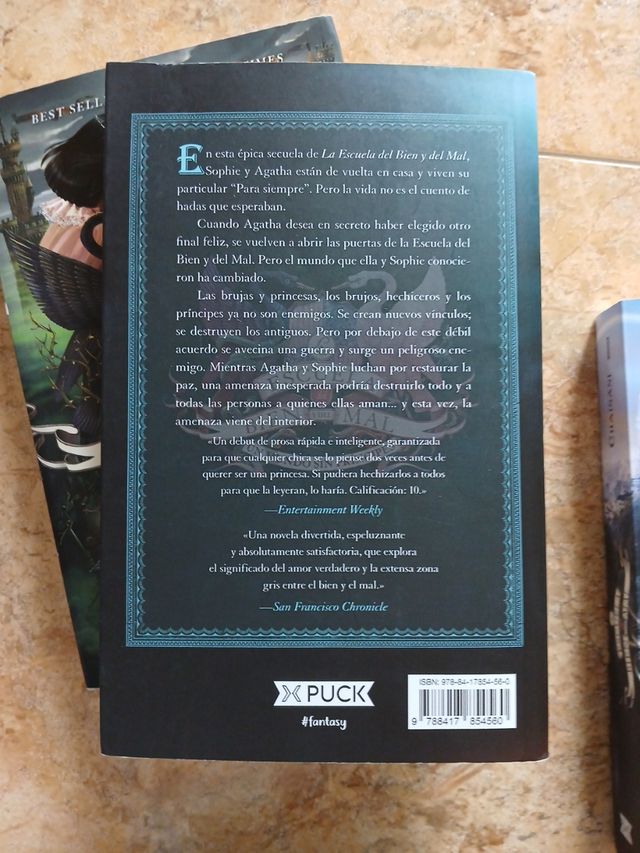 BEST SELL
TIMES
En esta épica secuela de La Escuela del Bien y del Mal,
Sophie y Agatha están de vuelta en casa y viven su
particular “Para siempre”. Pero la vida no es el cuento de
hadas que esperaban.
Cuando Agatha desea en secreto haber elegido otro
final feliz, se vuelven a abrir las puertas de la Escuela del
Bien y del Mal. Pero el mundo que ella y Sophie conocie-
ron ha cambiado.
Las brujas y princesas, los brujos, hechiceros y los
príncipes ya no son enemigos. Se crean nuevos vínculos;
se destruyen los antiguos. Pero por debajo de este débil
acuerdo se avecina una guerra y surge un peligroso ene-
migo. Mientras Agatha y Sophie luchan por restaurar la
paz, una amenaza inesperada podría destruirlo todo y a
todas las personas a quienes ellas aman... y esta vez, la
amenaza viene del interior.
«Un debut de prosa rápida e inteligente, garantizada
para que cualquier chica se lo piense dos veces antes de
querer ser una princesa. Si pudiera hechizarlos a todos
para que la leyeran, lo haría. Calificación: 10.»
—Entertainment Weekly
«Una novela divertida, espeluznante
y absolutamente satisfactoria, que explora
el significado del amor verdadero y la extensa zona
gris entre el bien y el mal.»
—San Francisco Chronicle
PUCK
#fantasy
ISBN: 978-84-17854-56-0
9 788417 854560
CHAINANI